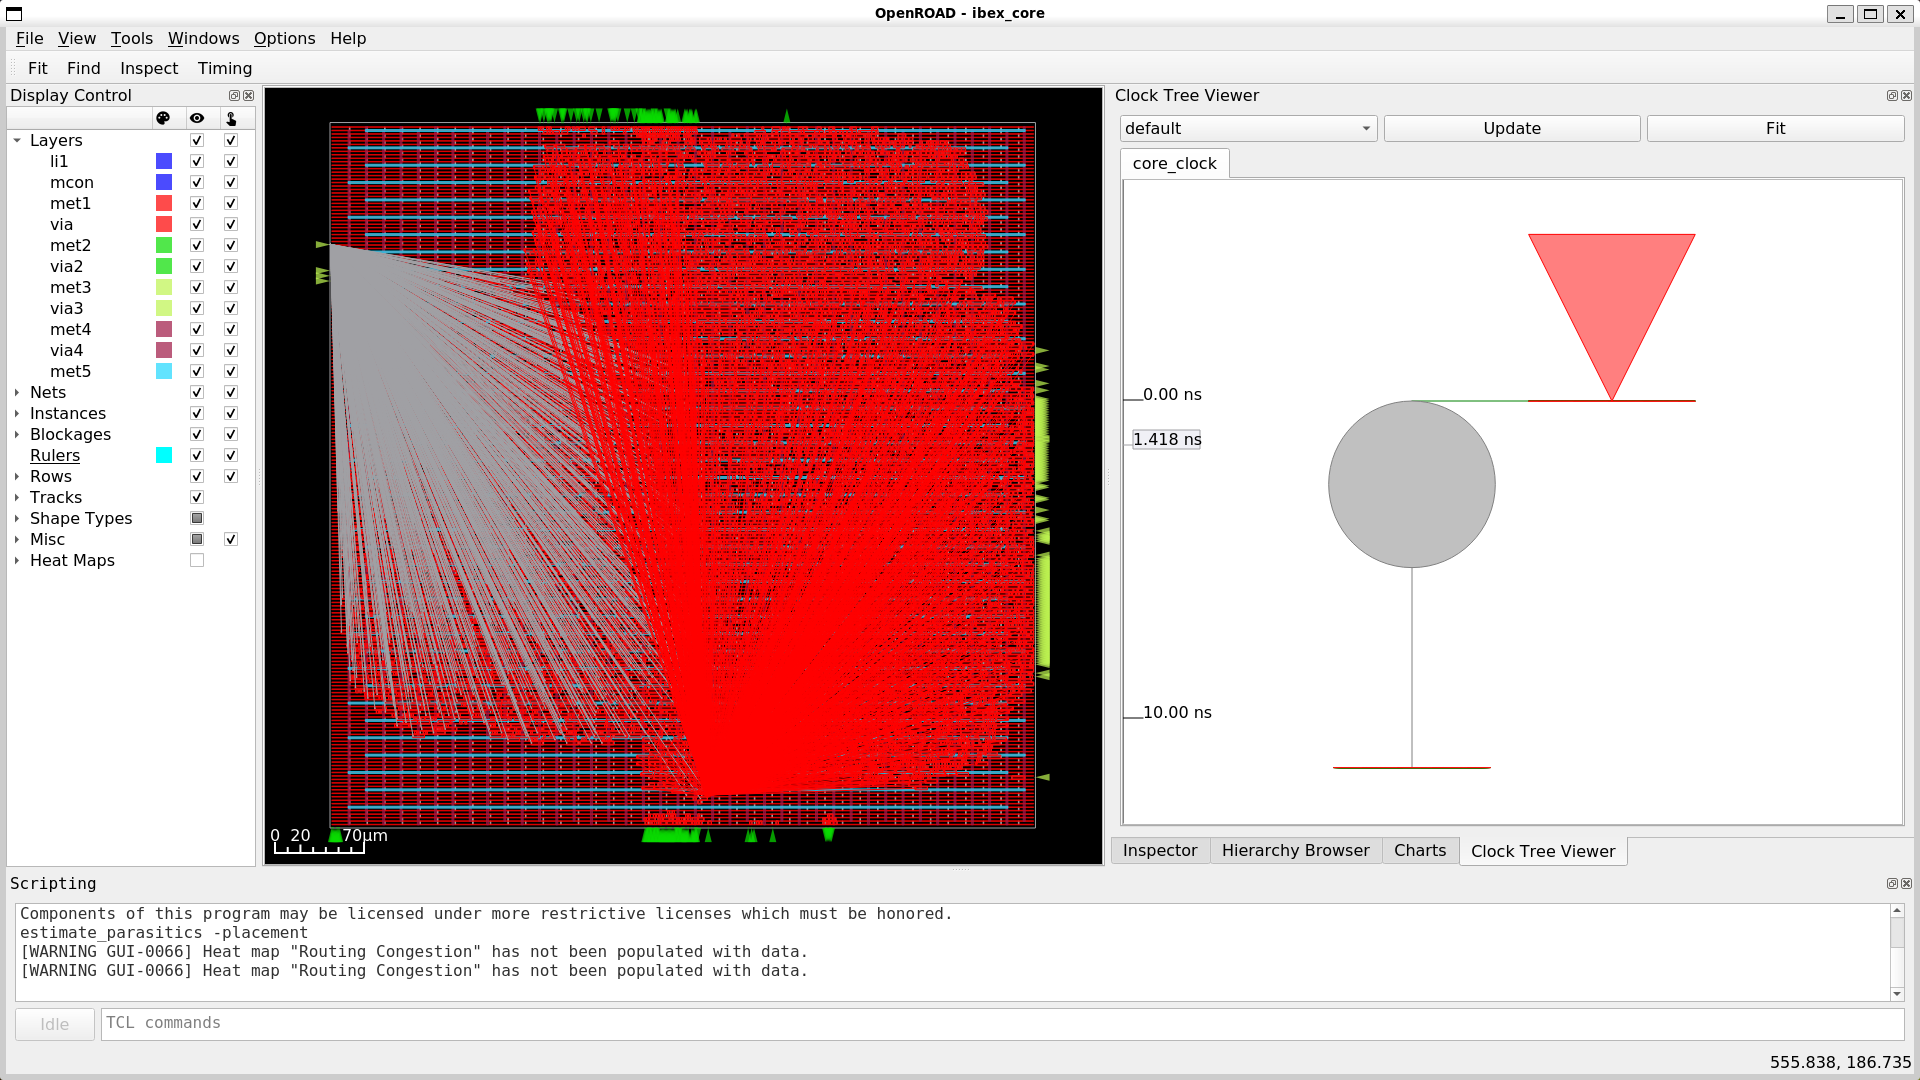 OpenROAD - ibex_core
File View Tools Windows Options Help
Fit Find Inspect Timing
Display Control
Layers
li1
mcon
met1
via
met2
via2
met3
via3
met4
via4
met5
Nets
Instances
Blockages
Rulers
Rows
Tracks
Shape Types
Misc
Heat Maps
0 20 70μm
Clock Tree Viewer
default Update Fit
core_clock
0.00 ns
1.418 ns
10.00 ns
Inspector Hierarchy Browser Charts Clock Tree Viewer
Scripting
Components of this program may be licensed under more restrictive licenses which must be honored.
estimate_parasitics -placement
[WARNING GUI-0066] Heat map "Routing Congestion" has not been populated with data.
[WARNING GUI-0066] Heat map "Routing Congestion" has not been populated with data.
Idle TCL commands
555.838, 186.735